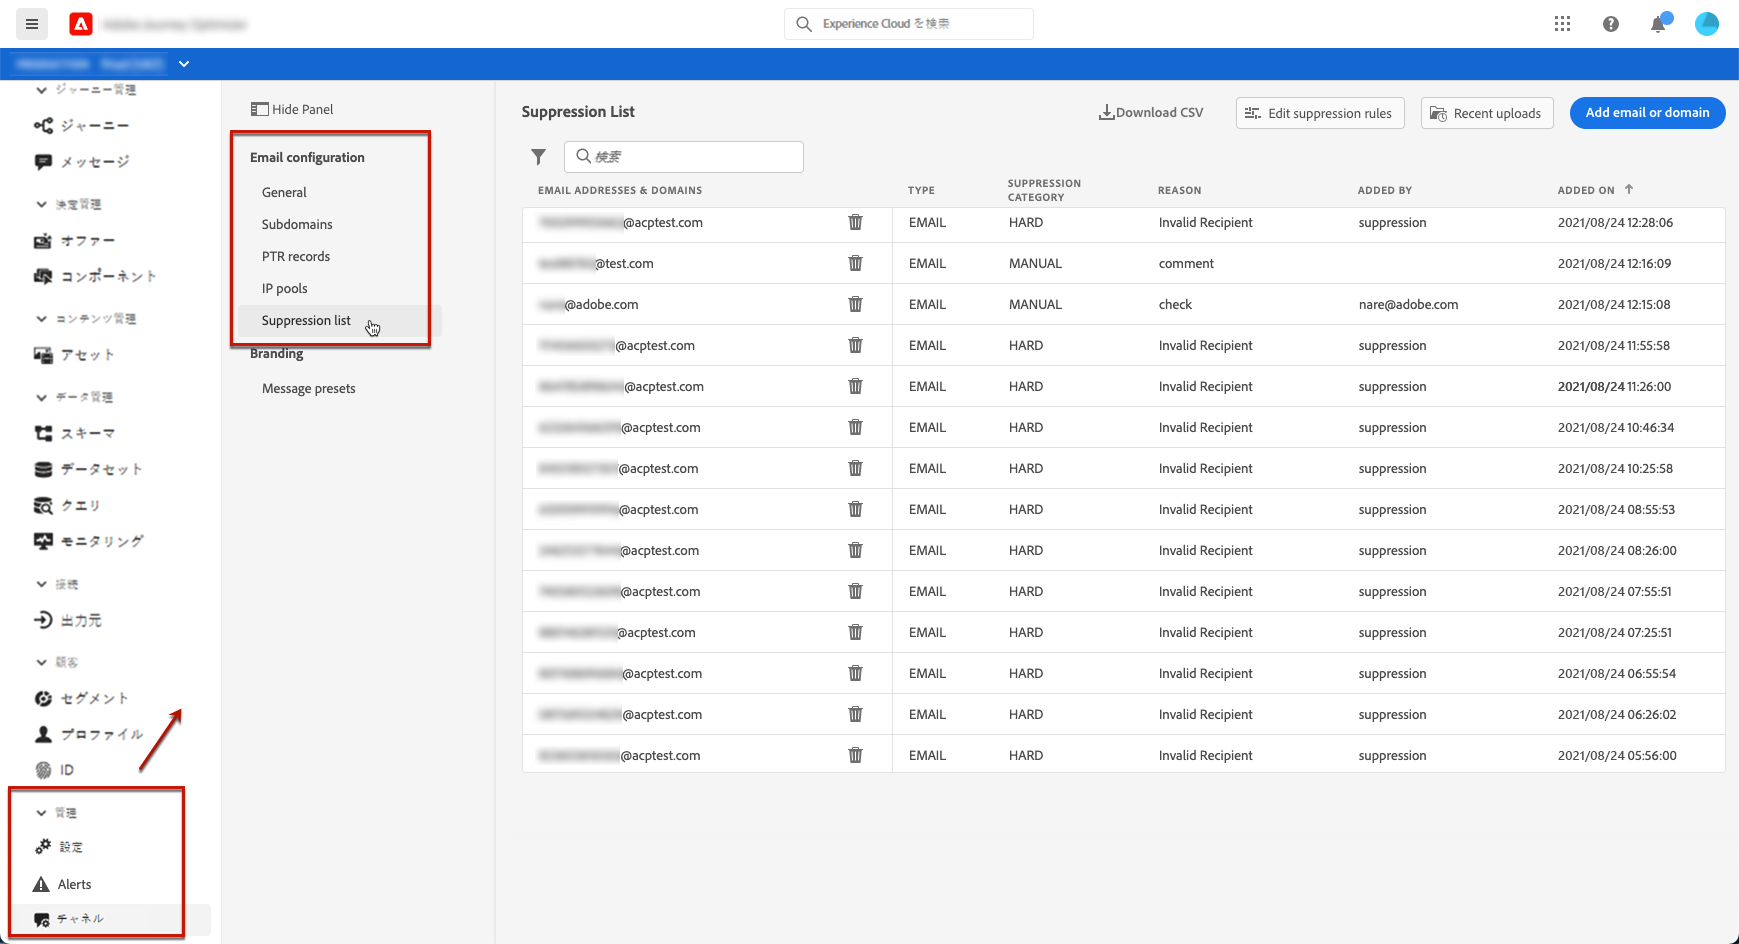 Experience Cloud を検索
ジャーニー管理
ジャーニー
メッセージ
決定管理
オファー
コンポーネント
コンテンツ管理
アセット
データ管理
スキーマ
データセット
クエリ
モニタリング
接続
出力元
顧客
セグメント
プロファイル
ID
管理
設定
Alerts
チャネル
Hide Panel
Email configuration
General
Subdomains
PTR records
IP pools
Suppression list
Branding
Message presets
Suppression List
Download CSV
Edit suppression rules
Recent uploads
Add email or domain
検索
EMAIL ADDRESSES & DOMAINS TYPE SUPPRESSION CATEGORY REASON ADDED BY ADDED ON
@acptest.com EMAIL HARD Invalid Recipient suppression 2021/08/24 12:28:06
@test.com EMAIL MANUAL comment 2021/08/24 12:16:09
@adobe.com EMAIL MANUAL check nare@adobe.com 2021/08/24 12:15:08
@acptest.com EMAIL HARD Invalid Recipient suppression 2021/08/24 11:55:58
@acptest.com EMAIL HARD Invalid Recipient suppression 2021/08/24 11:26:00
@acptest.com EMAIL HARD Invalid Recipient suppression 2021/08/24 10:46:34
@acptest.com EMAIL HARD Invalid Recipient suppression 2021/08/24 10:25:58
@acptest.com EMAIL HARD Invalid Recipient suppression 2021/08/24 08:55:53
@acptest.com EMAIL HARD Invalid Recipient suppression 2021/08/24 08:26:00
@acptest.com EMAIL HARD Invalid Recipient suppression 2021/08/24 07:55:51
@acptest.com EMAIL HARD Invalid Recipient suppression 2021/08/24 07:25:51
@acptest.com EMAIL HARD Invalid Recipient suppression 2021/08/24 06:55:54
@acptest.com EMAIL HARD Invalid Recipient suppression 2021/08/24 06:26:02
@acptest.com EMAIL HARD Invalid Recipient suppression 2021/08/24 05:56:00